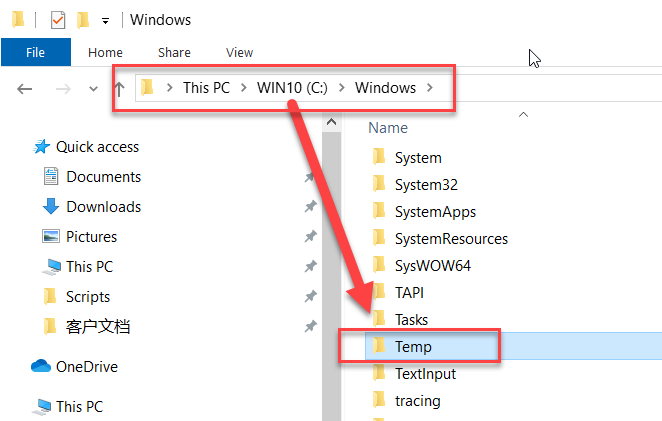 Windows
File Home Share View
This PC WIN10 (C:) Windows
Quick access
Documents
Downloads
Pictures
This PC
Scripts
客户文档
OneDrive
This PC
Name
System
System32
SystemApps
SystemResources
SysWOW64
TAPI
Tasks
Temp
TextInput
tracing